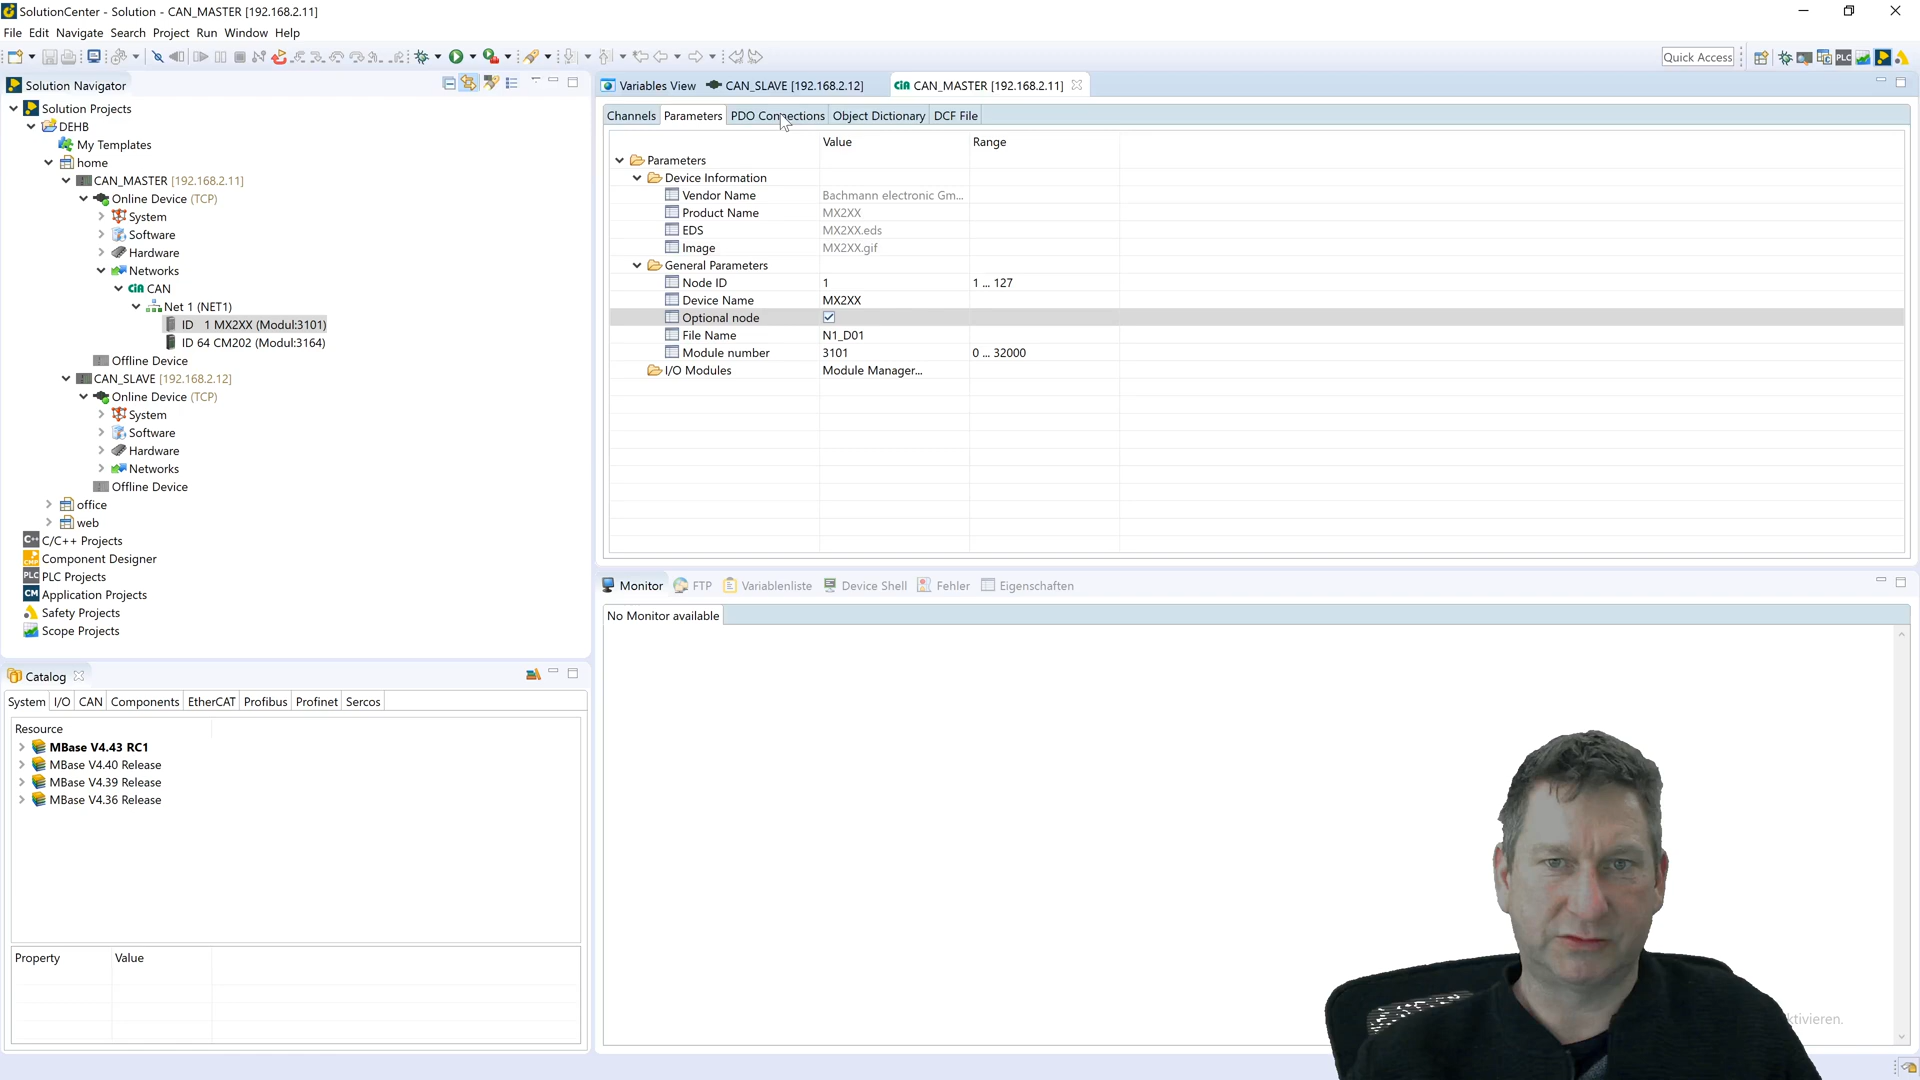 SolutionCenter - Solution - CAN_MASTER [192.168.2.11]
File Edit Navigate Search Project Run Window Help
Quick Access
PLC
Solution Navigator
Solution Projects
DEHB
My Templates
home
CAN_MASTER [192.168.2.11]
Online Device (TCP)
System
Software
Hardware
Networks
CiA CAN
Net 1 (NET1)
ID 1 MX2XX (Modul:3101)
ID 64 CM202 (Modul:3164)
Offline Device
CAN_SLAVE [192.168.2.12]
Online Device (TCP)
System
Software
Hardware
Networks
Offline Device
office
web
C++ C/C++ Projects
CMP Component Designer
PLC PLC Projects
CM Application Projects
Safety Projects
Scope Projects
Catalog
System I/O CAN Components EtherCAT Profibus Profinet Sercos
Resource
MBase V4.43 RC1
MBase V4.40 Release
MBase V4.39 Release
MBase V4.36 Release
Property Value
Variables View CAN_SLAVE [192.168.2.12] CiA CAN_MASTER [192.168.2.11]
Channels Parameters PDO Connections Object Dictionary DCF File
Value Range
Parameters
Device Information
Vendor Name Bachmann electronic Gm...
Product Name MX2XX
EDS MX2XX.eds
Image MX2XX.gif
General Parameters
Node ID 1 1 ... 127
Device Name MX2XX
Optional node
File Name N1_D01
Module number 3101 0 ... 32000
I/O Modules Module Manager...
Monitor FTP Variablenliste Device Shell Fehler Eigenschaften
No Monitor available
ktivieren.